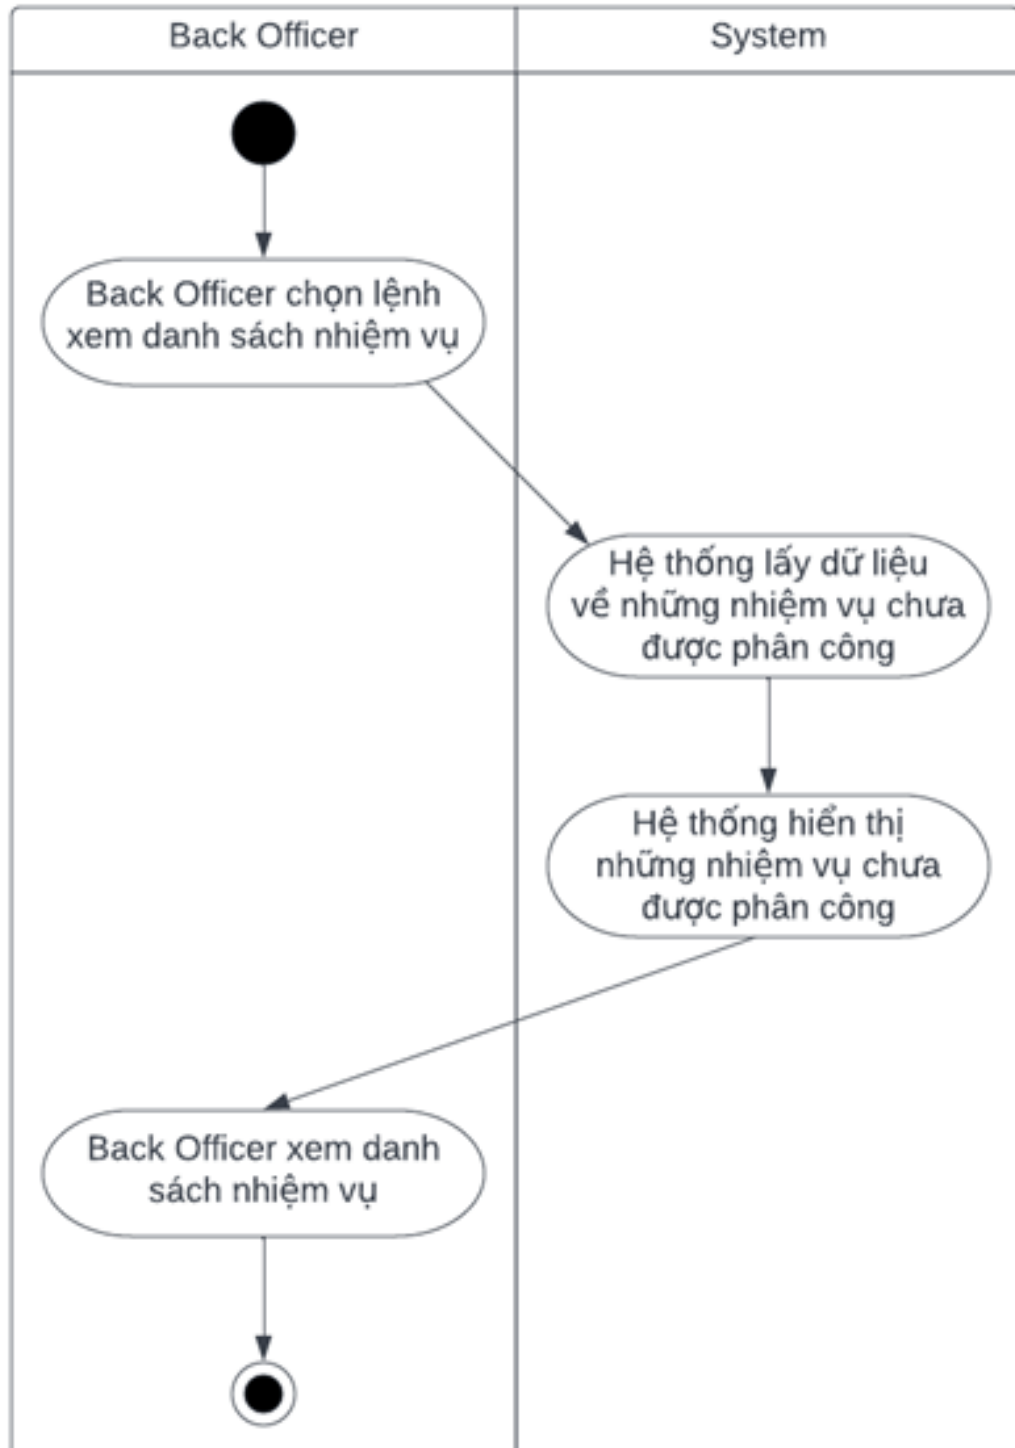 Back Officer
System
Back Officer chọn lệnh
xem danh sách nhiệm vụ
Hệ thống lấy dữ liệu
về những nhiệm vụ chưa
được phân công
Hệ thống hiển thị
những nhiệm vụ chưa
được phân công
Back Officer xem danh
sách nhiệm vụ